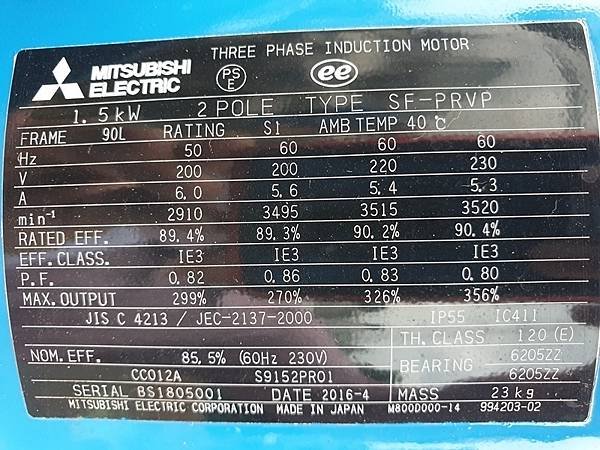 THREE PHASE INDUCTION MOTOR
MITSUBISHI ELECTRIC
PS E
ee
1.5kW 2 POLE TYPE SF-PRVP
FRAME 90L RATING S1 AMB TEMP 40℃
Hz 50 60 60 60
V 200 200 220 230
A 6.0 5.6 5.4 5.3
min-1 2910 3495 3515 3520
RATED EFF. 89.4% 89.3% 90.2% 90.4%
EFF. CLASS. IE3 IE3 IE3 IE3
P.F. 0.82 0.86 0.83 0.80
MAX. OUTPUT 299% 270% 326% 356%
JIS C 4213 / JEC-2137-2000 IP55 IC411
TH. CLASS 120 (E)
NOM. EFF. 85.5% (60Hz 230V)
BEARING 6205ZZ
6205ZZ
CC012A S9152PR01
SERIAL BS1805001 DATE 2016-4 MASS 23kg
MITSUBISHI ELECTRIC CORPORATION MADE IN JAPAN M800D000-14 994203-02